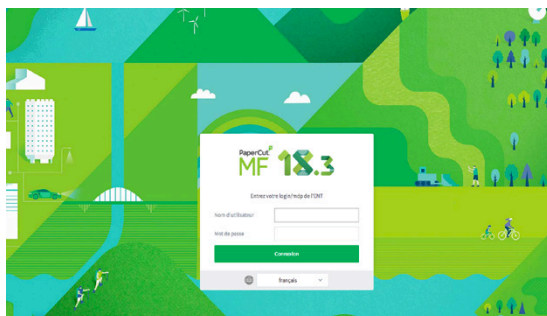 PaperCut
MF 18.3
Entrez votre login/mdp de l'ENT
Nom d'utilisateur
Mot de passe
Connexion
français